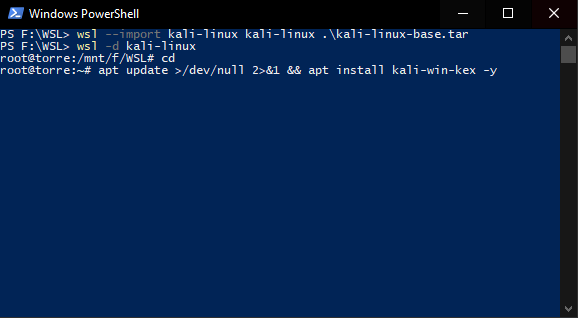 Windows PowerShell
PS F:\WSL> wsl --import kali-linux kali-linux .\kali-linux-base.tar
PS F:\WSL> wsl -d kali-linux
root@torre:/mnt/f/WSL# cd
root@torre:~# apt update >/dev/null 2>&1 && apt install kali-win-kex -y